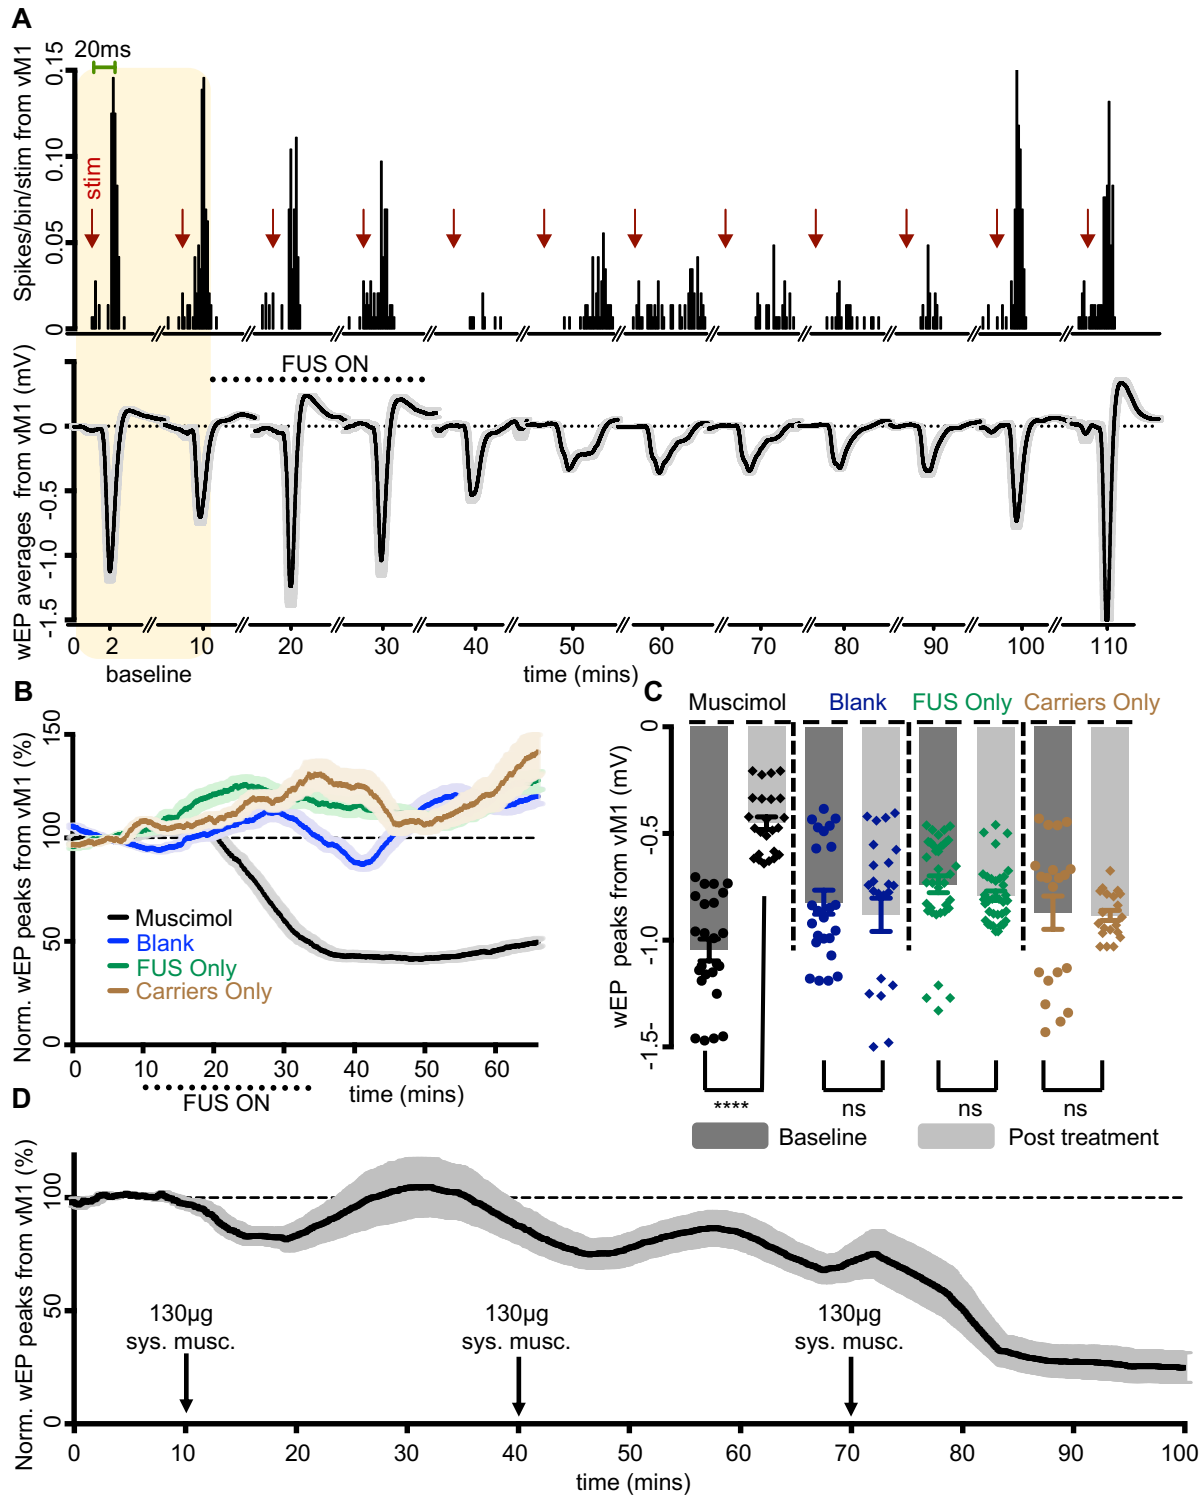 A
20ms
Spikes/bin/stim from vM1
0.15
0.10
0.05
0
stim
wEP averages from vM1 (mV)
FUS ON
0
-0.5
-1.0
-1.5
0 2 10 20 30 40 50 60 70 80 90 100 110
baseline
time (mins)
B
Norm. wEP peaks from vM1 (%)
150
100
50
0
Muscimol
Blank
FUS Only
Carriers Only
0 10 20 30 40 50 60
time (mins)
FUS ON
C
Muscimol Blank FUS Only Carriers Only
wEP peaks from vM1 (mV)
0
-0.5
-1.0
-1.5-
**** ns ns ns
Baseline Post treatment
D
Norm. wEP peaks from vM1 (%)
100
50
0
130µg
sys. musc.
130µg
sys. musc.
130µg
sys. musc.
0 10 20 30 40 50 60 70 80 90 100
time (mins)